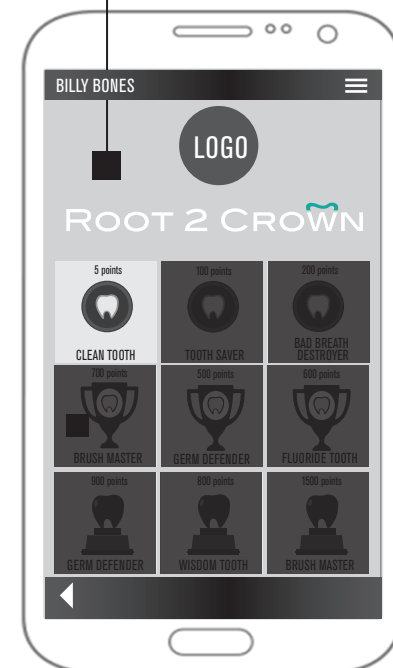 BILLY BONES
LOGO
ROOT 2 CROWN
5 points
100 points
200 points
CLEAN TOOTH
TOOTH SAVER
BAD BREATH
DESTROYER
700 points
500 points
600 points
BRUSH MASTER
GERM DEFENDER
FLUORIDE TOOTH
900 points
800 points
1500 points
GERM DEFENDER
WISDOM TOOTH
BRUSH MASTER